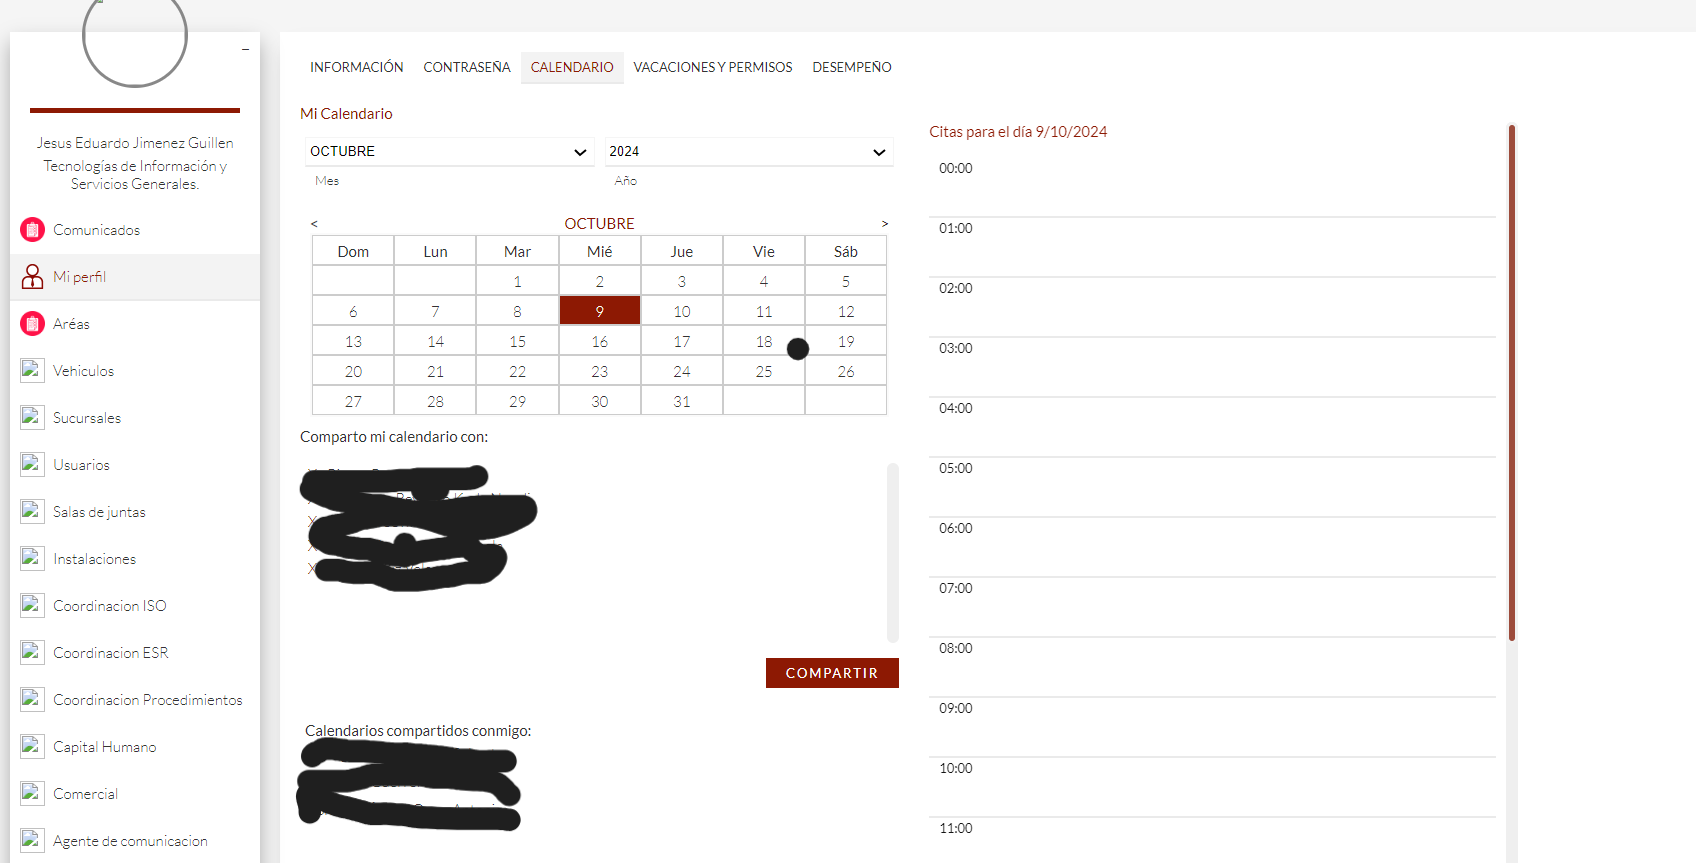 –
Jesus Eduardo Jimenez Guillen
Tecnologías de Información y
Servicios Generales.
Comunicados
Mi perfil
Aréas
Vehiculos
Sucursales
Usuarios
Salas de juntas
Instalaciones
Coordinacion ISO
Coordinacion ESR
Coordinacion Procedimientos
Capital Humano
Comercial
Agente de comunicacion
INFORMACIÓN CONTRASEÑA CALENDARIO VACACIONES Y PERMISOS DESEMPEÑO
Mi Calendario
OCTUBRE 2024
Mes Año
< OCTUBRE >
Dom Lun Mar Mié Jue Vie Sáb
1 2 3 4 5
6 7 8 9 10 11 12
13 14 15 16 17 18 19
20 21 22 23 24 25 26
27 28 29 30 31
Comparto mi calendario con:
X
X
X
COMPARTIR
Calendarios compartidos conmigo:
Citas para el día 9/10/2024
00:00
01:00
02:00
03:00
04:00
05:00
06:00
07:00
08:00
09:00
10:00
11:00